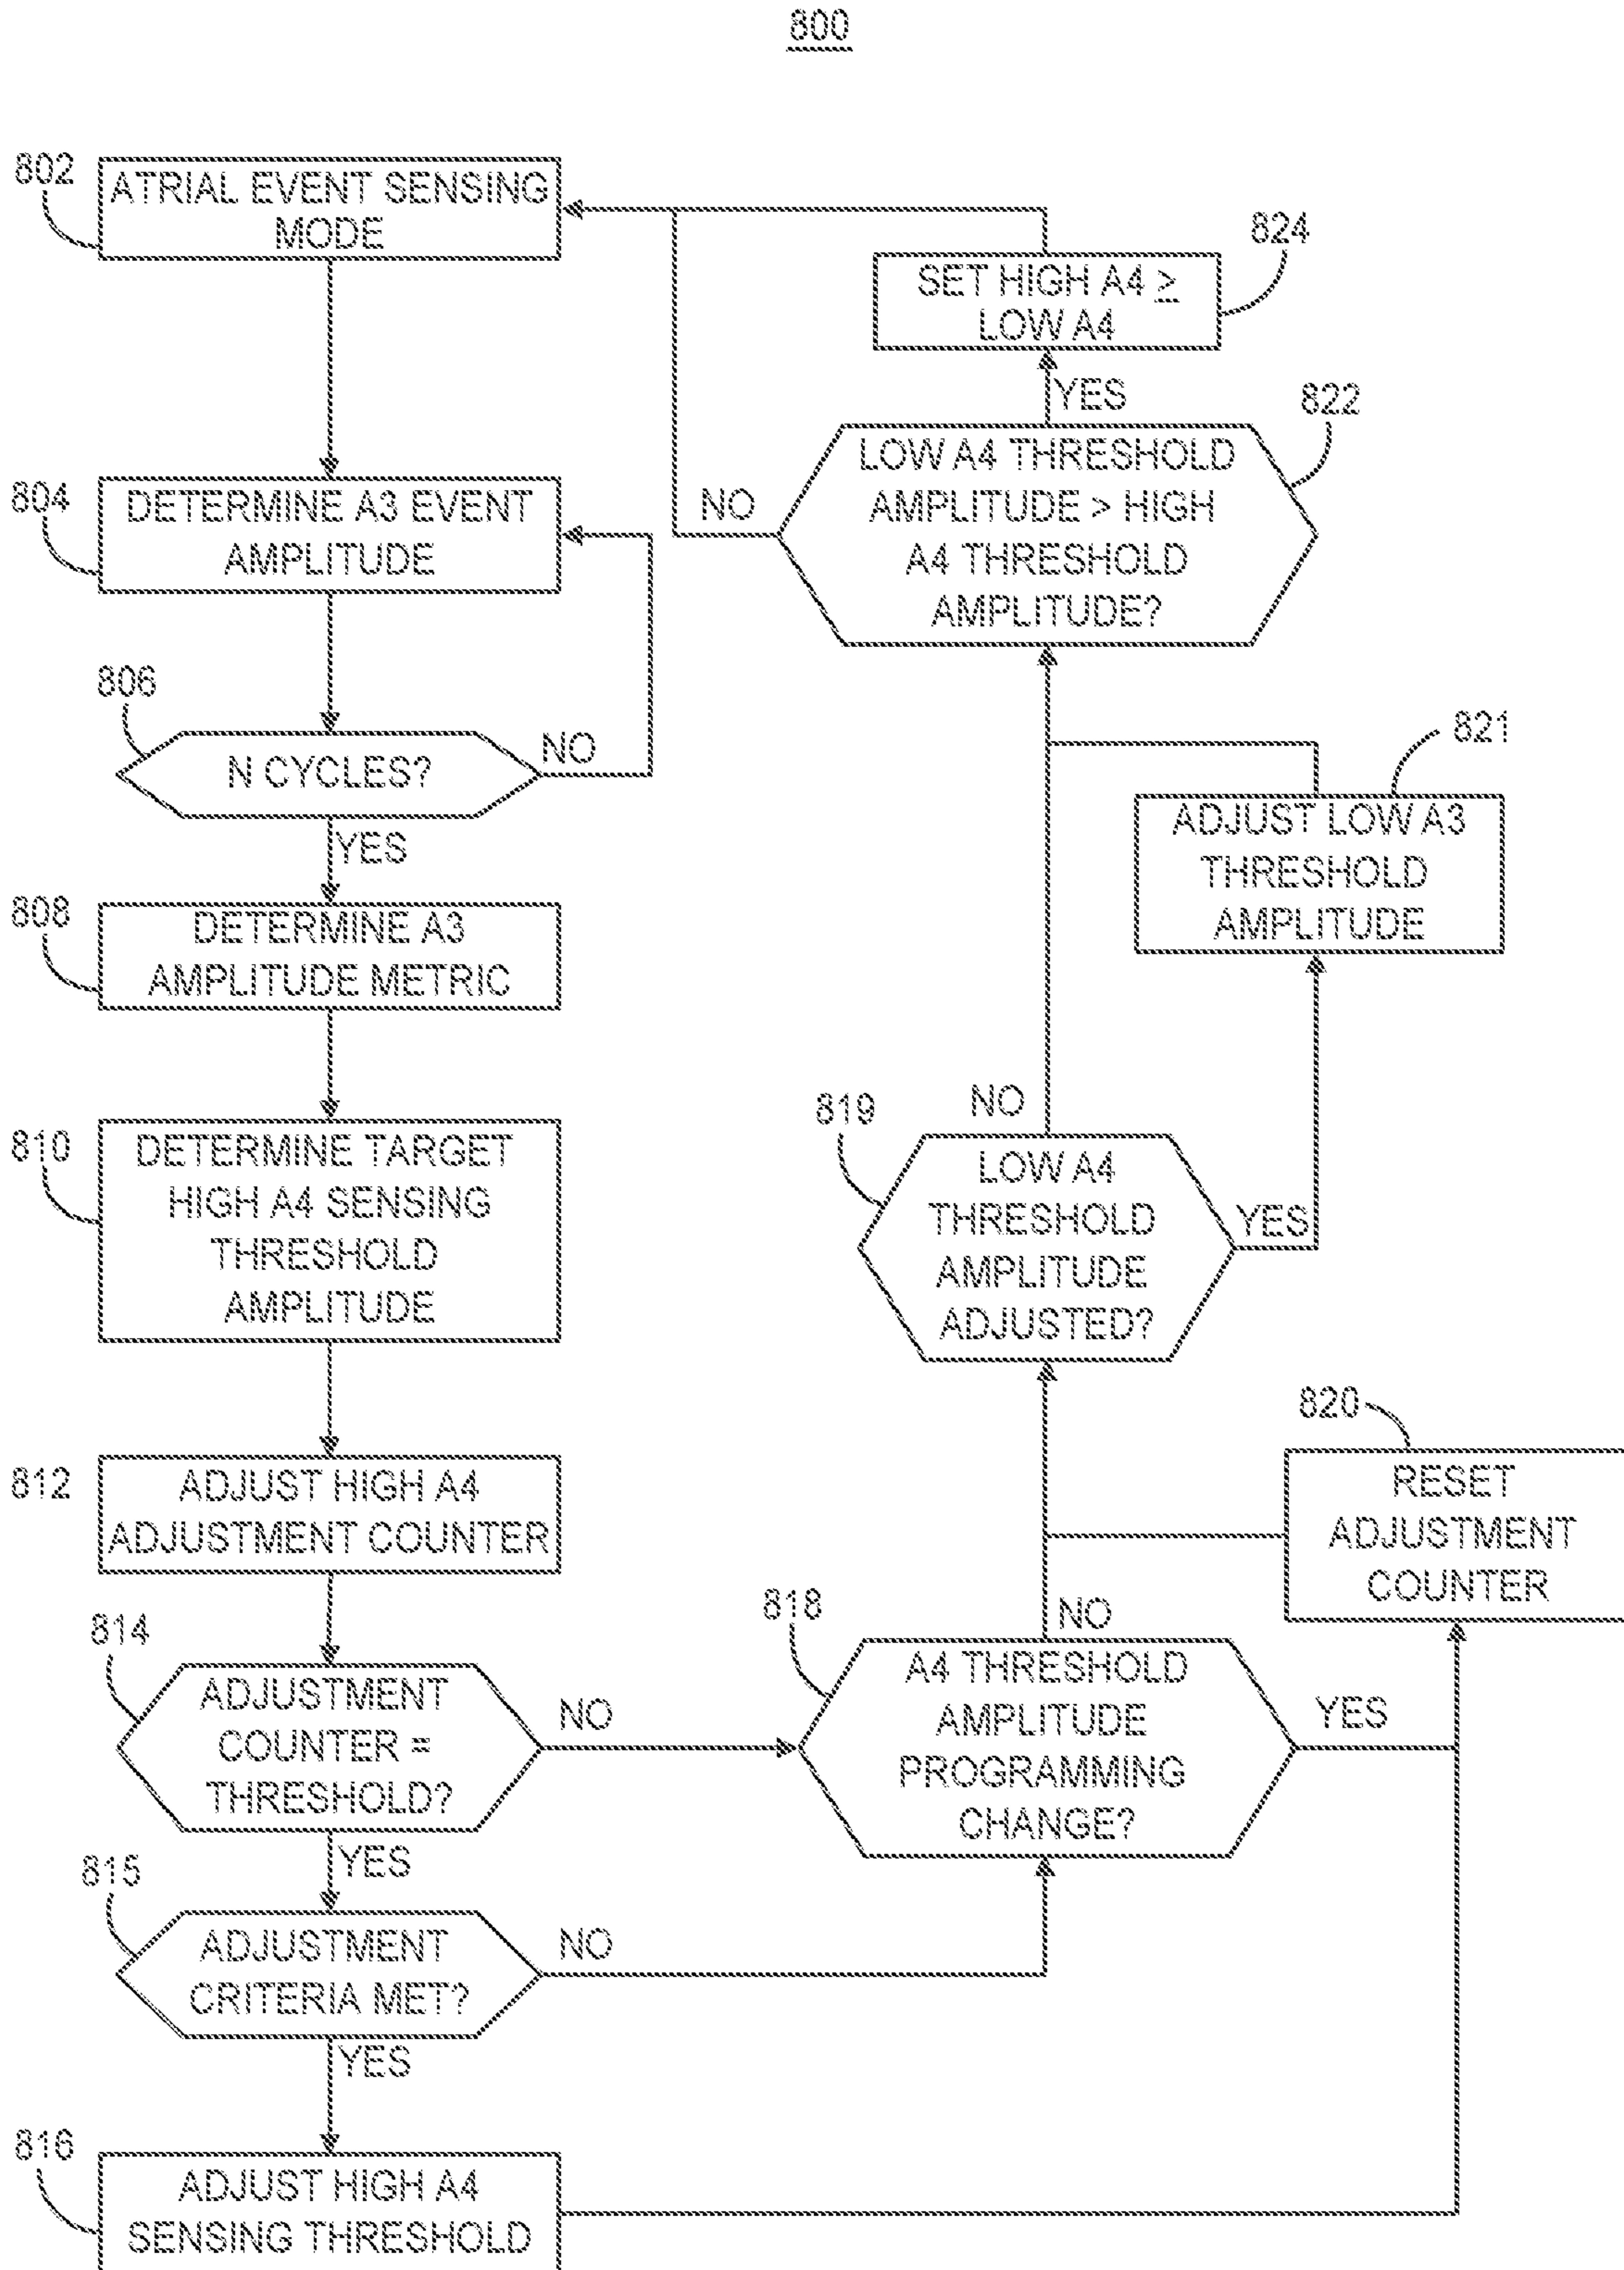 800
802
ATRIAL EVENT SENSING
MODE
804
DETERMINE A3 EVENT
AMPLITUDE
806
N CYCLES?
NO
YES
808
DETERMINE A3
AMPLITUDE METRIC
810
DETERMINE TARGET
HIGH A4 SENSING
THRESHOLD
AMPLITUDE
812
ADJUST HIGH A4
ADJUSTMENT COUNTER
814
ADJUSTMENT
COUNTER =
THRESHOLD?
NO
YES
815
ADJUSTMENT
CRITERIA MET?
NO
YES
816
ADJUST HIGH A4
SENSING THRESHOLD
818
A4 THRESHOLD
AMPLITUDE
PROGRAMMING
CHANGE?
NO
YES
820
RESET
ADJUSTMENT
COUNTER
819
LOW A4
THRESHOLD
AMPLITUDE
ADJUSTED?
NO
YES
821
ADJUST LOW A3
THRESHOLD
AMPLITUDE
822
LOW A4 THRESHOLD
AMPLITUDE > HIGH
A4 THRESHOLD
AMPLITUDE?
NO
YES
824
SET HIGH A4 ≥
LOW A4